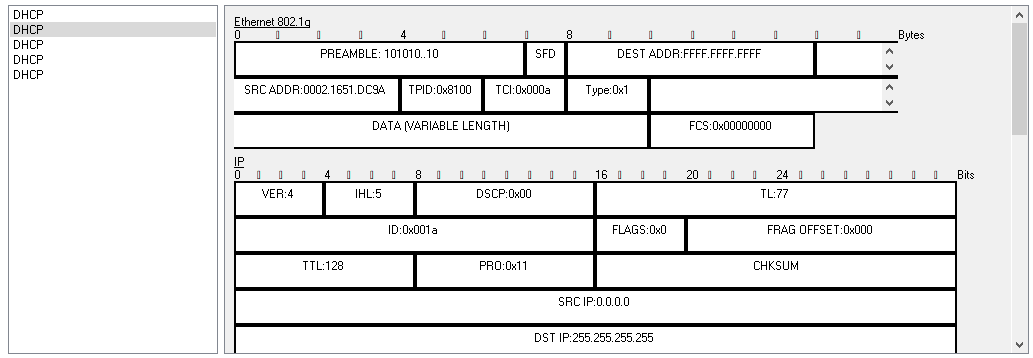 DHCP
DHCP
DHCP
DHCP
DHCP
Ethernet 802.1q
0 4 8 Bytes
PREAMBLE: 101010..10 SFD DEST ADDR:FFFF.FFFF.FFFF
SRC ADDR:0002.1651.DC9A TPID:0x8100 TCI:0x000a Type:0x1
DATA (VARIABLE LENGTH) FCS:0x00000000
IP
0 4 8 16 20 24 Bits
VER:4 IHL:5 DSCP:0x00 TL:77
ID:0x001a FLAGS:0x0 FRAG OFFSET:0x000
TTL:128 PRO:0x11 CHKSUM
SRC IP:0.0.0.0
DST IP:255.255.255.255